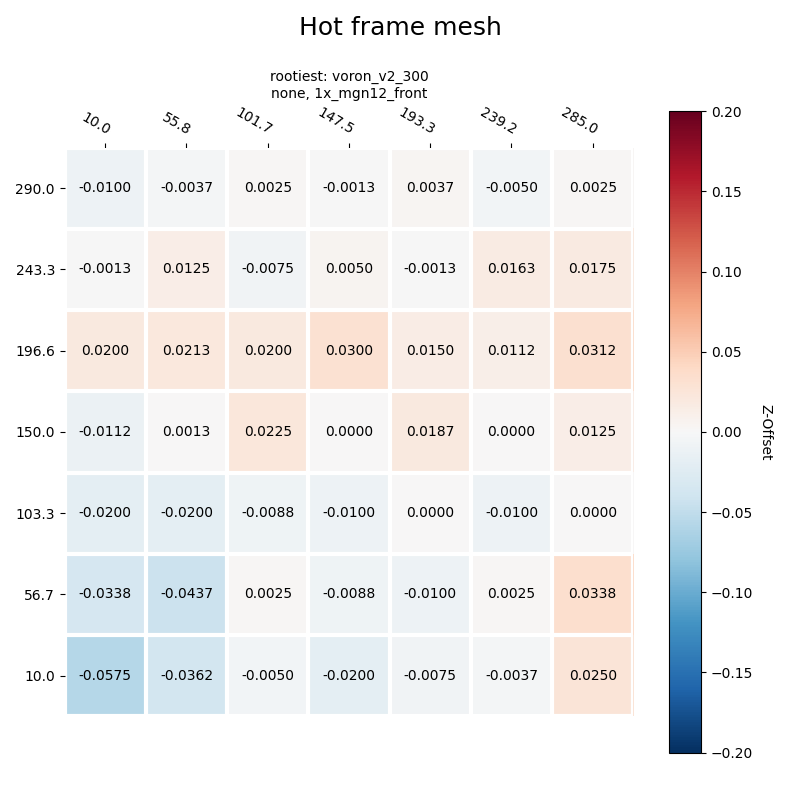 Hot frame mesh
rootiest: voron_v2_300
none, 1x_mgn12_front
10.0 55.8 101.7 147.5 193.3 239.2 285.0
290.0 -0.0100 -0.0037 0.0025 -0.0013 0.0037 -0.0050 0.0025
243.3 -0.0013 0.0125 -0.0075 0.0050 -0.0013 0.0163 0.0175
196.6 0.0200 0.0213 0.0200 0.0300 0.0150 0.0112 0.0312
150.0 -0.0112 0.0013 0.0225 0.0000 0.0187 0.0000 0.0125
103.3 -0.0200 -0.0200 -0.0088 -0.0100 0.0000 -0.0100 0.0000
56.7 -0.0338 -0.0437 0.0025 -0.0088 -0.0100 0.0025 0.0338
10.0 -0.0575 -0.0362 -0.0050 -0.0200 -0.0075 -0.0037 0.0250
0.20
0.15
0.10
0.05
0.00
−0.05
−0.10
−0.15
−0.20
Z-Offset